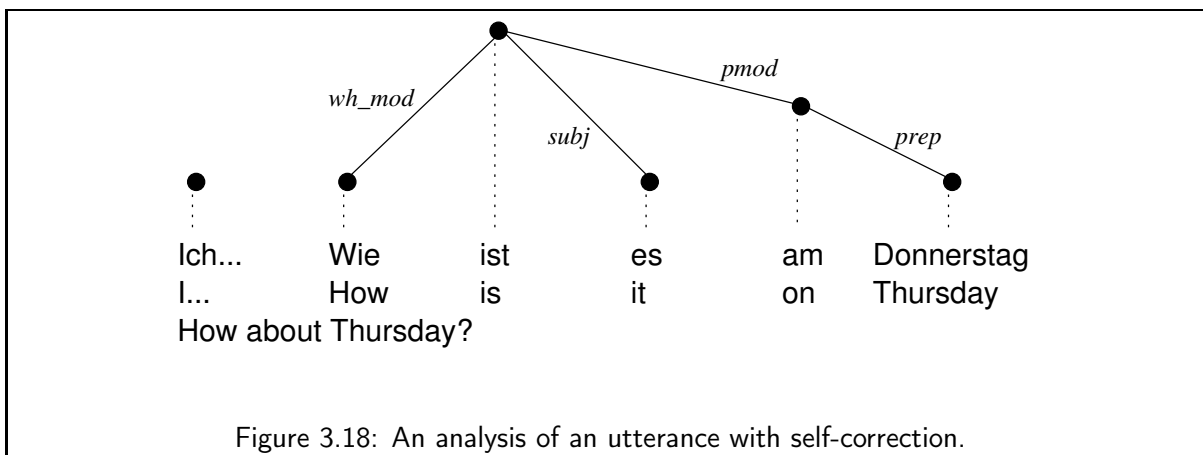 pmod
wh_mod
subj
prep
Ich... Wie ist es am Donnerstag
I... How is it on Thursday
How about Thursday?
Figure 3.18: An analysis of an utterance with self-correction.